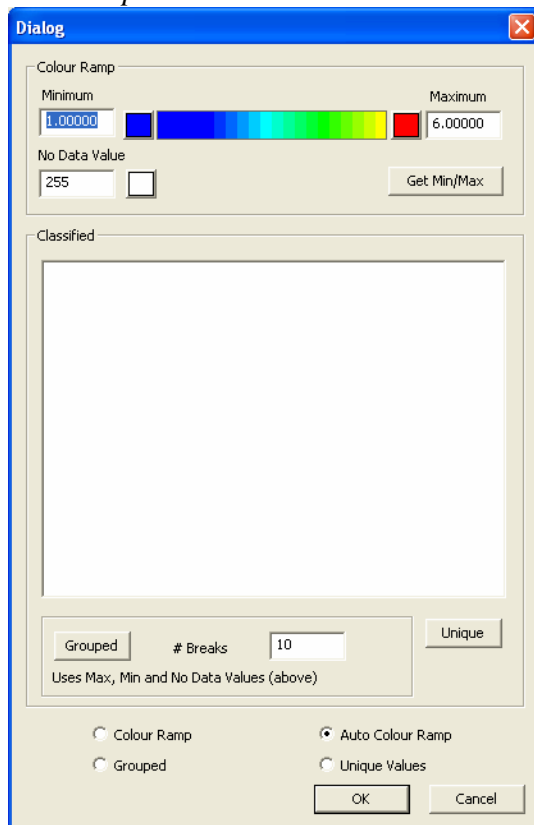 Dialog
Colour Ramp
Minimum Maximum
1.00000 6.00000
No Data Value
255 Get Min/Max
Classified
Grouped # Breaks 10 Unique
Uses Max, Min and No Data Values (above)
Colour Ramp Auto Colour Ramp
Grouped Unique Values
OK Cancel